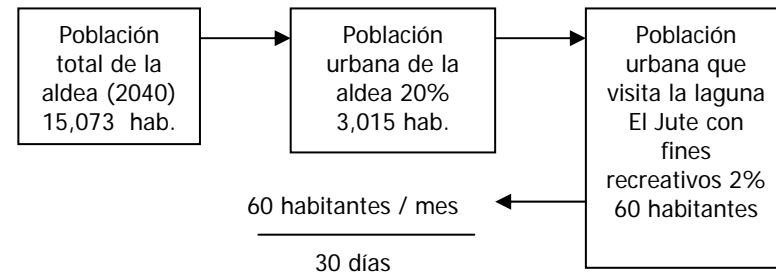 Población
total de la
aldea (2040)
15,073 hab.
Población
urbana de la
aldea 20%
3,015 hab.
Población
urbana que
visita la laguna
El Jute con
fines
recreativos 2%
60 habitantes
60 habitantes / mes
30 días